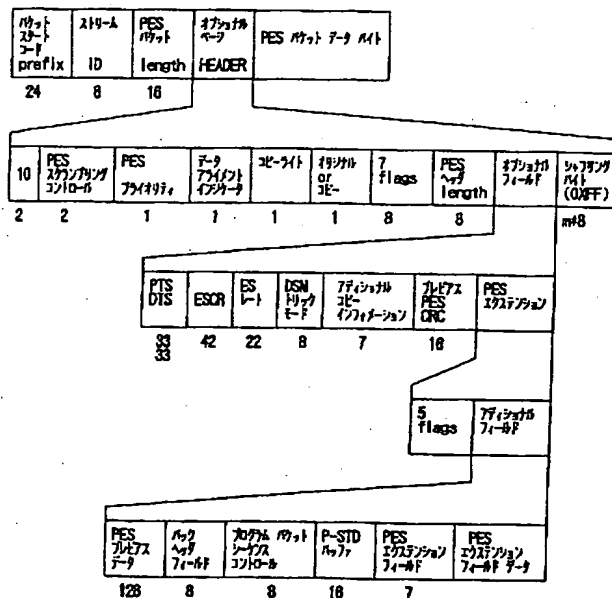 パケット
スタート
コード
prefix
ストリーム
ID
PES
パケット
length
オプショナル
ページ
HEADER
PES パケット データ バイト
24
8
16
10
PES
スクランブリング
コントロール
PES
プライオリティ
データ
アライメント
インジケータ
コピーライト
オリジナル
or
コピー
7
flags
PES
ヘッダ
length
オプショナル
フィールド
シャフリング
バイト
(0XFF)
2
2
1
1
1
1
8
8
m*8
PTS
DTS
ESCR
ES
レート
DSM
トリック
モード
アディショナル
コピー
インフォメーション
プレビアス
PES
CRC
PES
エクステンション
33
33
42
22
8
7
16
5
flags
アディショナル
フィールド
PES
プレビアス
データ
パック
ヘッダ
フィールド
プログラム パケット
シーケンス
コントロール
P-STD
バッファ
PES
エクステンション
フィールド
PES
エクステンション
フィールド データ
128
8
8
16
7